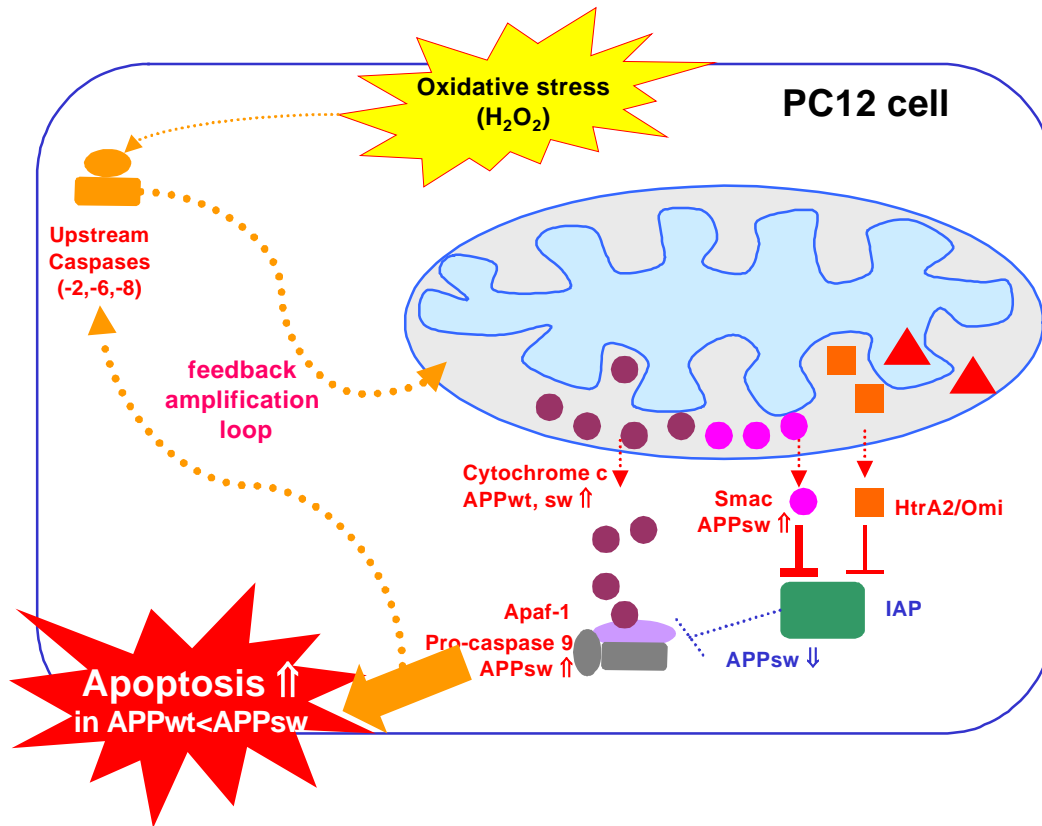 Oxidative stress
(H₂O₂)
PC12 cell
Upstream
Caspases
(-2,-6,-8)
feedback
amplification
loop
Cytochrome c
APPwt, sw ⇑
Smac
APPsw ⇑
HtrA2/Omi
Apaf-1
Pro-caspase 9
APPsw ⇑
IAP
APPsw ⇓
Apoptosis ⇑
in APPwt<APPsw